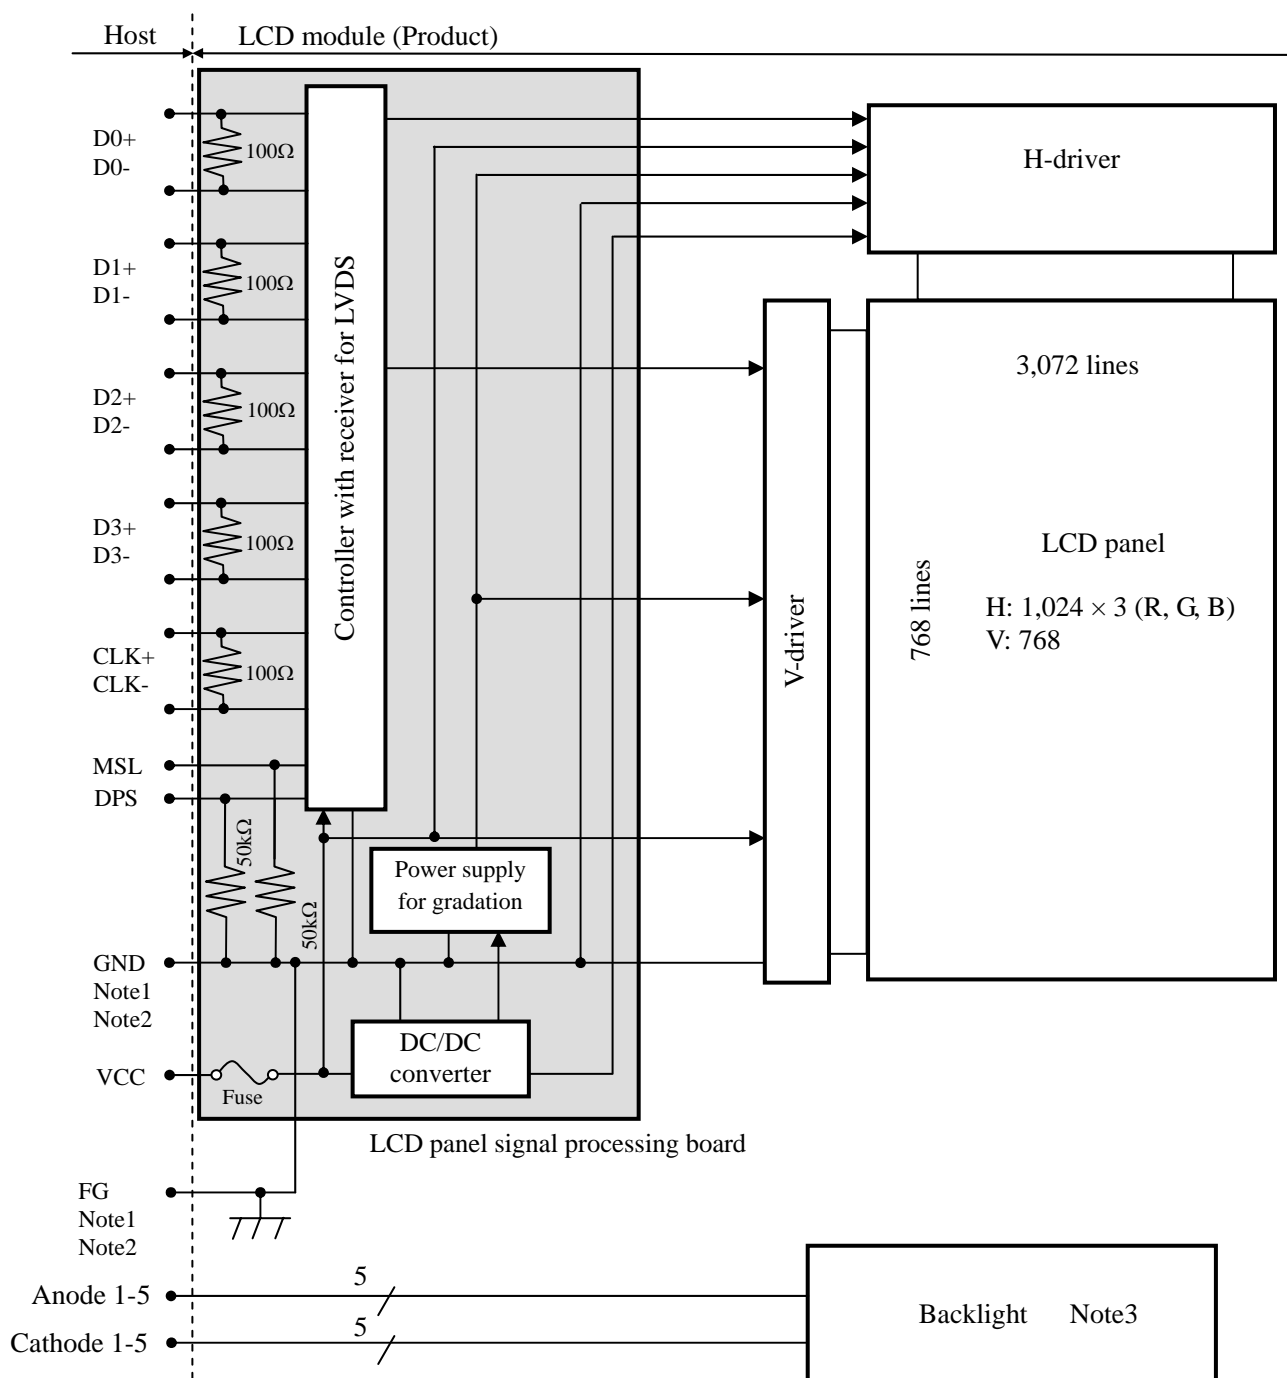 Host
LCD module (Product)
D0+
D0-
100Ω
H-driver
D1+
D1-
100Ω
Controller with receiver for LVDS
3,072 lines
D2+
D2-
100Ω
D3+
D3-
100Ω
LCD panel
768 lines
H: 1,024 × 3 (R, G, B)
V: 768
V-driver
CLK+
CLK-
100Ω
MSL
DPS
50kΩ
50kΩ
Power supply
for gradation
GND
Note1
Note2
DC/DC
converter
VCC
Fuse
LCD panel signal processing board
FG
Note1
Note2
Anode 1-5
5
Cathode 1-5
5
Backlight Note3